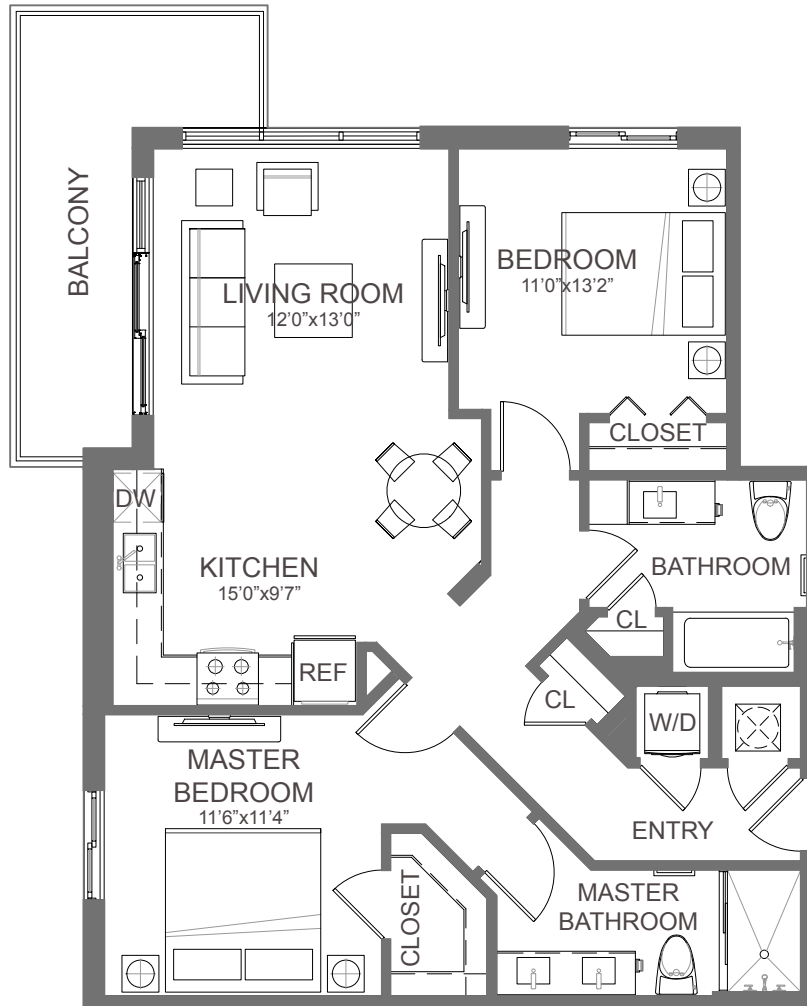 BALCONY
LIVING ROOM
12'0”x13'0”
BEDROOM
11'0”x13'2”
CLOSET
DW
KITCHEN
15'0”x9'7”
BATHROOM
CL
REF
CL
W/D
MASTER
BEDROOM
11'6”x11'4”
ENTRY
CLOSET
MASTER
BATHROOM